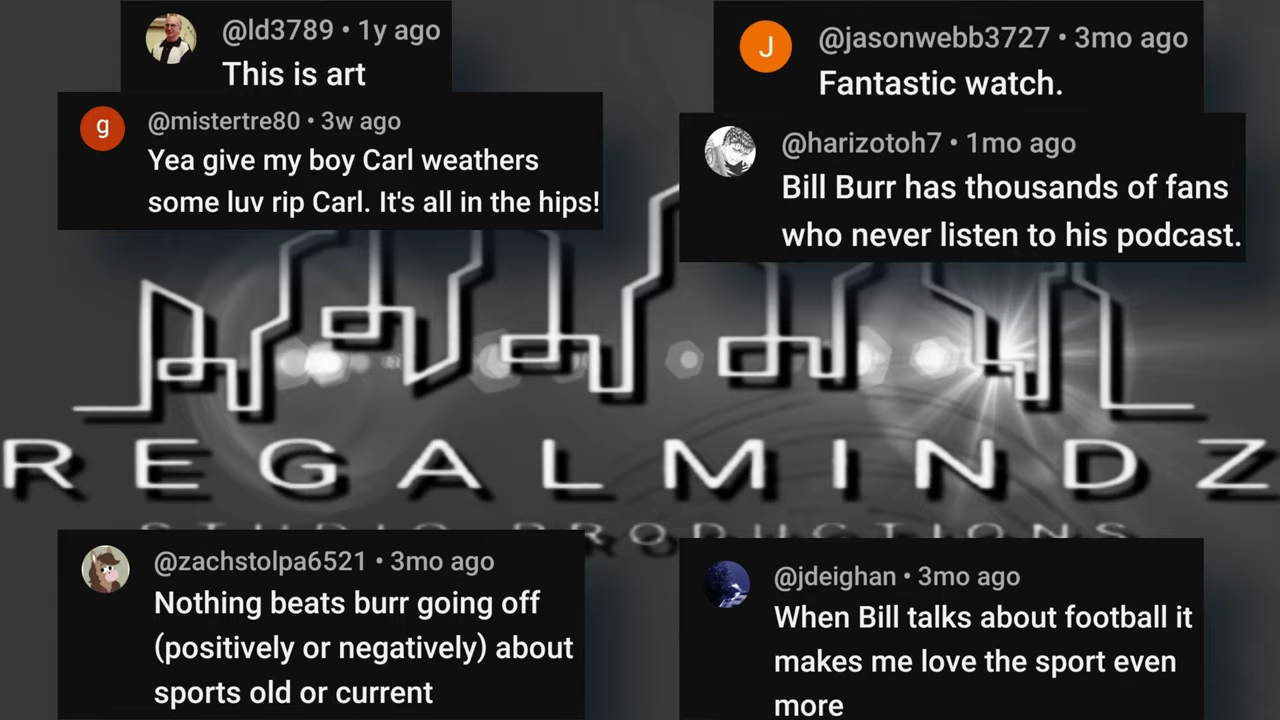 @ld3789 • 1y ago
This is art
@mistertre80 • 3w ago
Yea give my boy Carl weathers
some luv rip Carl. It's all in the hips!
@jasonwebb3727 • 3mo ago
Fantastic watch.
@harizotoh7 • 1mo ago
Bill Burr has thousands of fans
who never listen to his podcast.
REGALMINDZ
STUDIO PRODUCTIONS
@zachstolpa6521 • 3mo ago
Nothing beats burr going off
(positively or negatively) about
sports old or current
@jdeighan • 3mo ago
When Bill talks about football it
makes me love the sport even
more
J
g